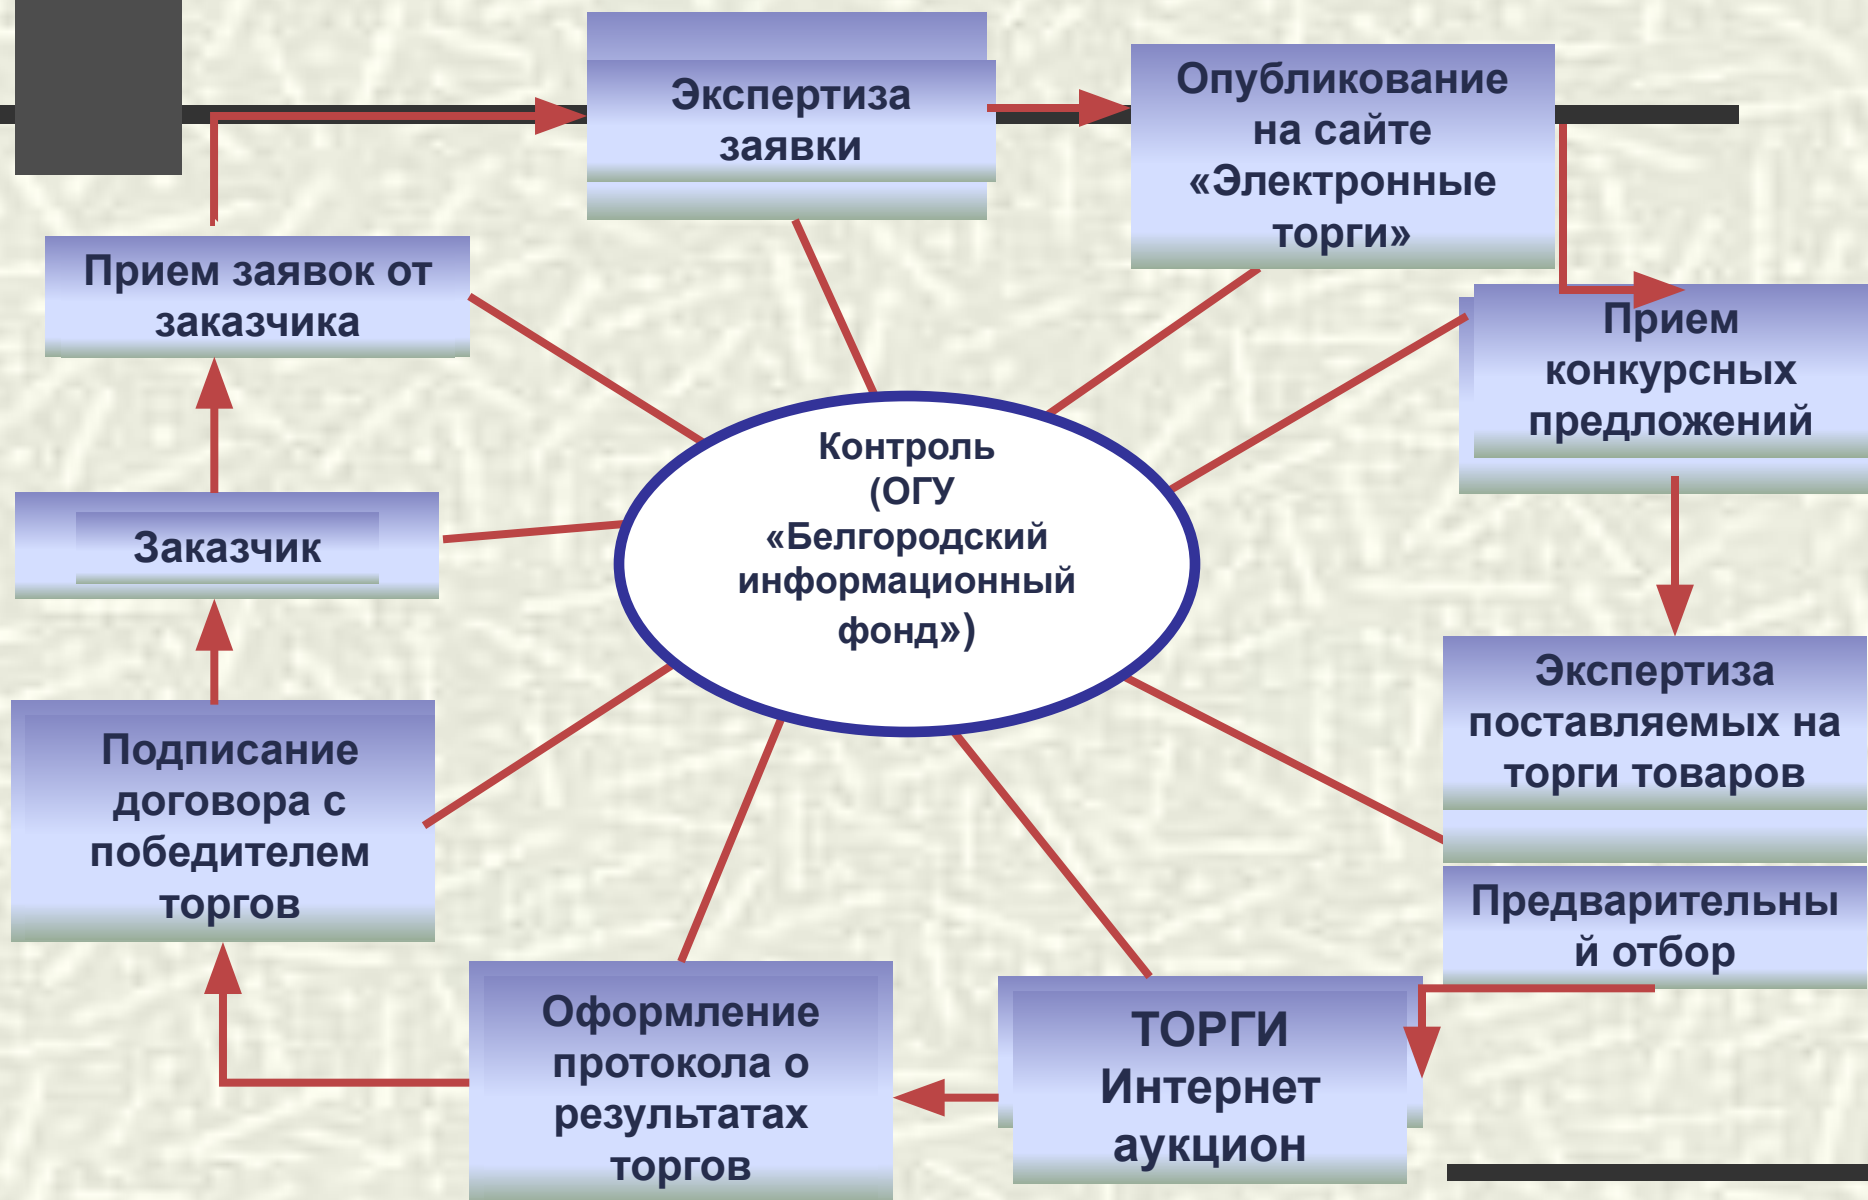 Экспертиза
заявки
Опубликование
на сайте
«Электронные
торги»
Прием заявок от
заказчика
Прием
конкурсных
предложений
Контроль
(ОГУ
«Белгородский
информационный
фонд»)
Заказчик
Экспертиза
поставляемых на
торги товаров
Подписание
договора с
победителем
торгов
Предварительны
й отбор
Оформление
протокола о
результатах
торгов
ТОРГИ
Интернет
аукцион